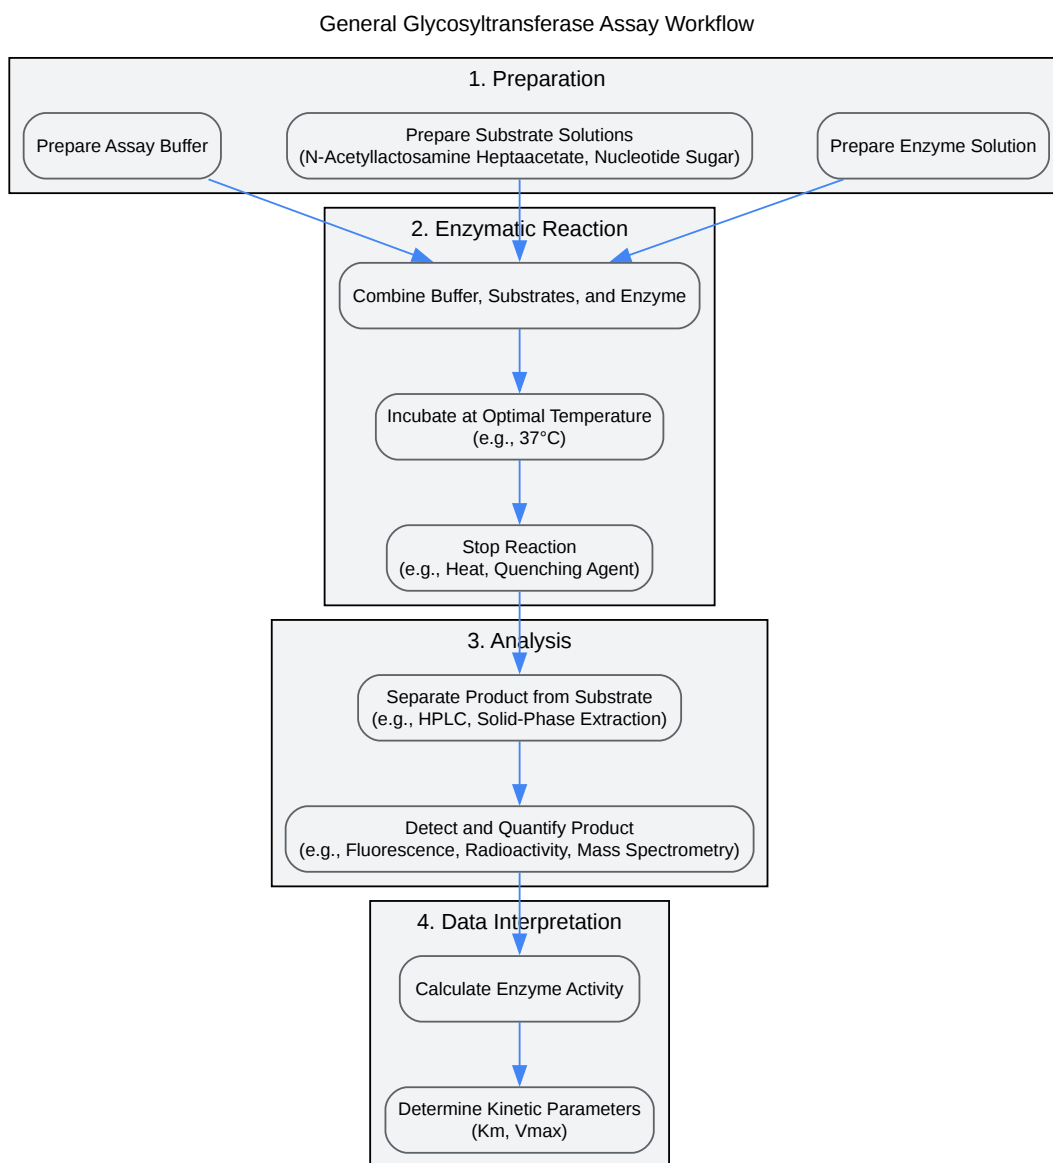 General Glycosyltransferase Assay Workflow
1. Preparation
Prepare Assay Buffer
Prepare Substrate Solutions
(N-Acetyllactosamine Heptaacetate, Nucleotide Sugar)
Prepare Enzyme Solution
2. Enzymatic Reaction
Combine Buffer, Substrates, and Enzyme
Incubate at Optimal Temperature
(e.g., 37°C)
Stop Reaction
(e.g., Heat, Quenching Agent)
3. Analysis
Separate Product from Substrate
(e.g., HPLC, Solid-Phase Extraction)
Detect and Quantify Product
(e.g., Fluorescence, Radioactivity, Mass Spectrometry)
4. Data Interpretation
Calculate Enzyme Activity
Determine Kinetic Parameters
(Km, Vmax)